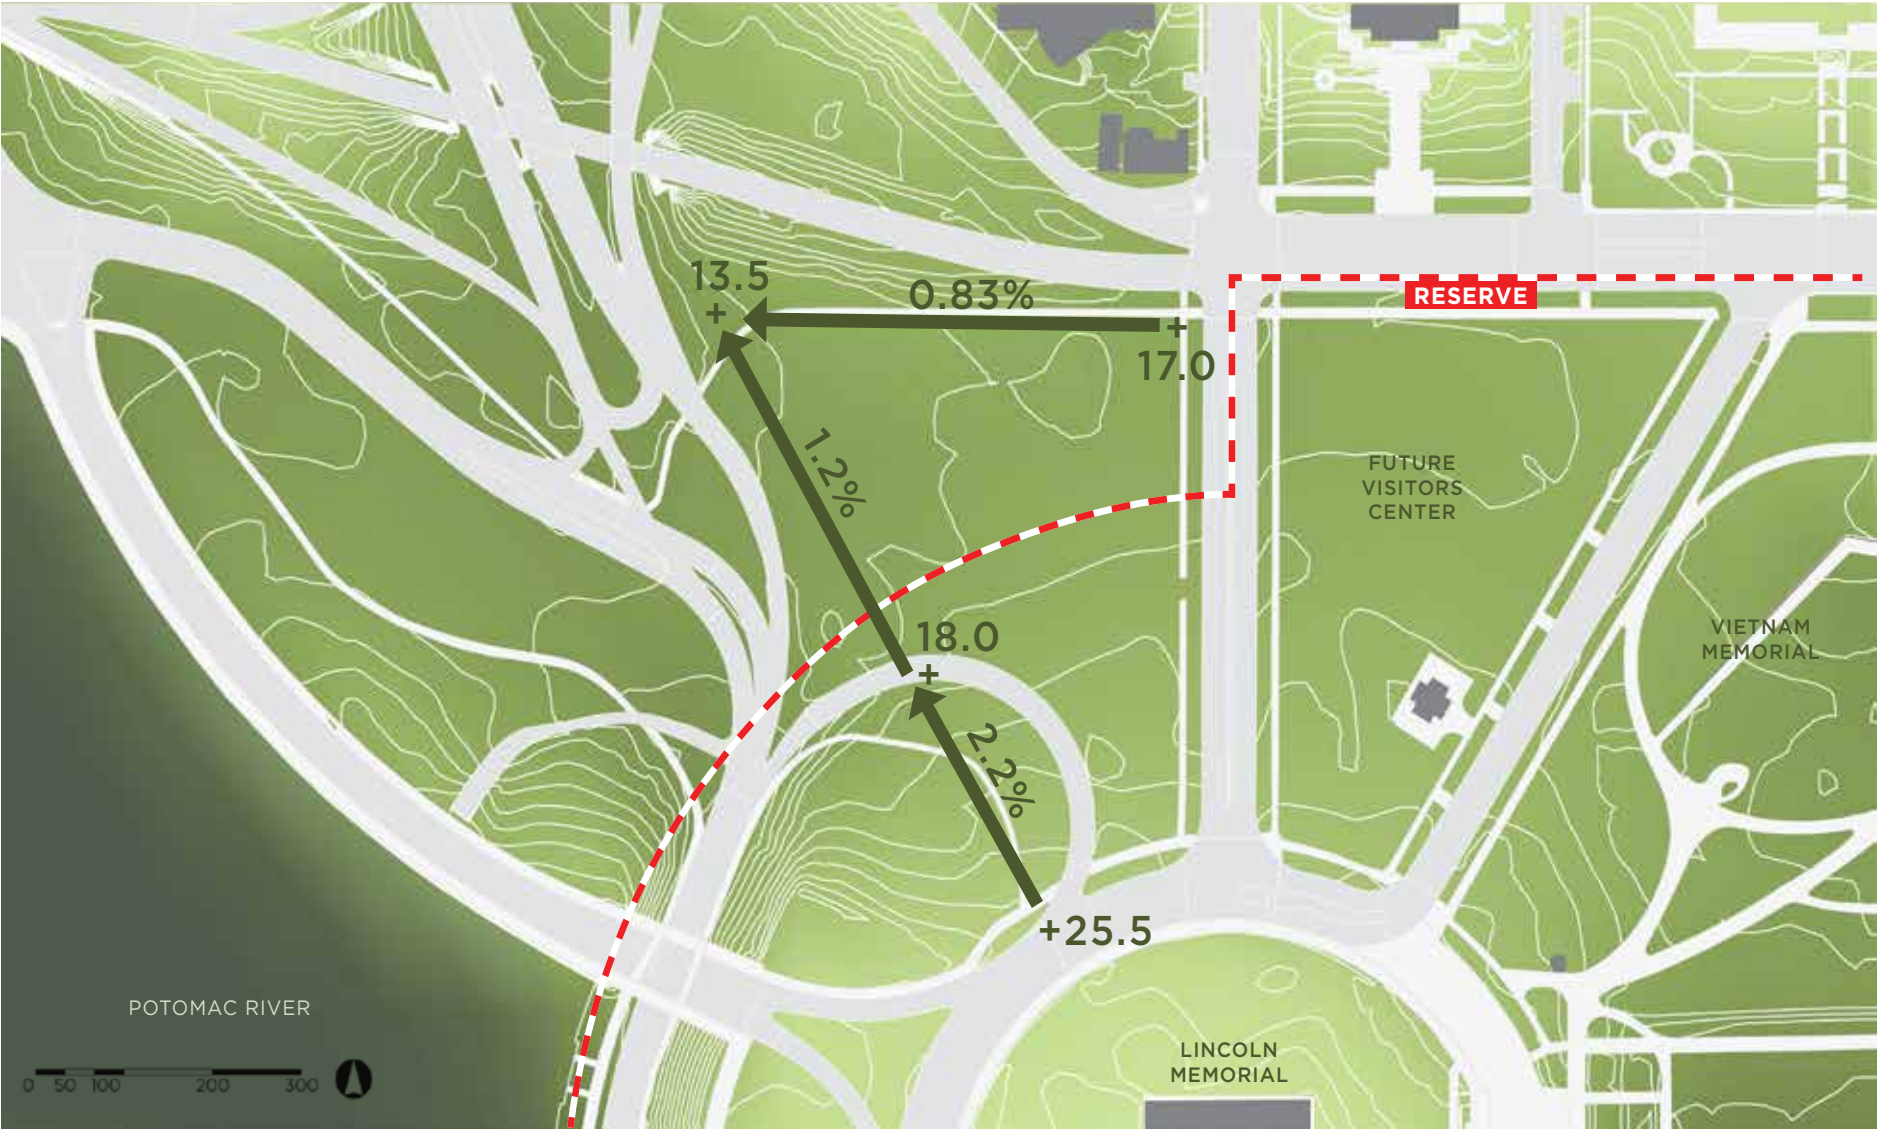 13.5
+
0.83%
RESERVE
+
17.0
1.2%
FUTURE
VISITORS
CENTER
18.0
+
VIETNAM
MEMORIAL
2.2%
+25.5
POTOMAC RIVER
LINCOLN
MEMORIAL
0 50 100 200 300